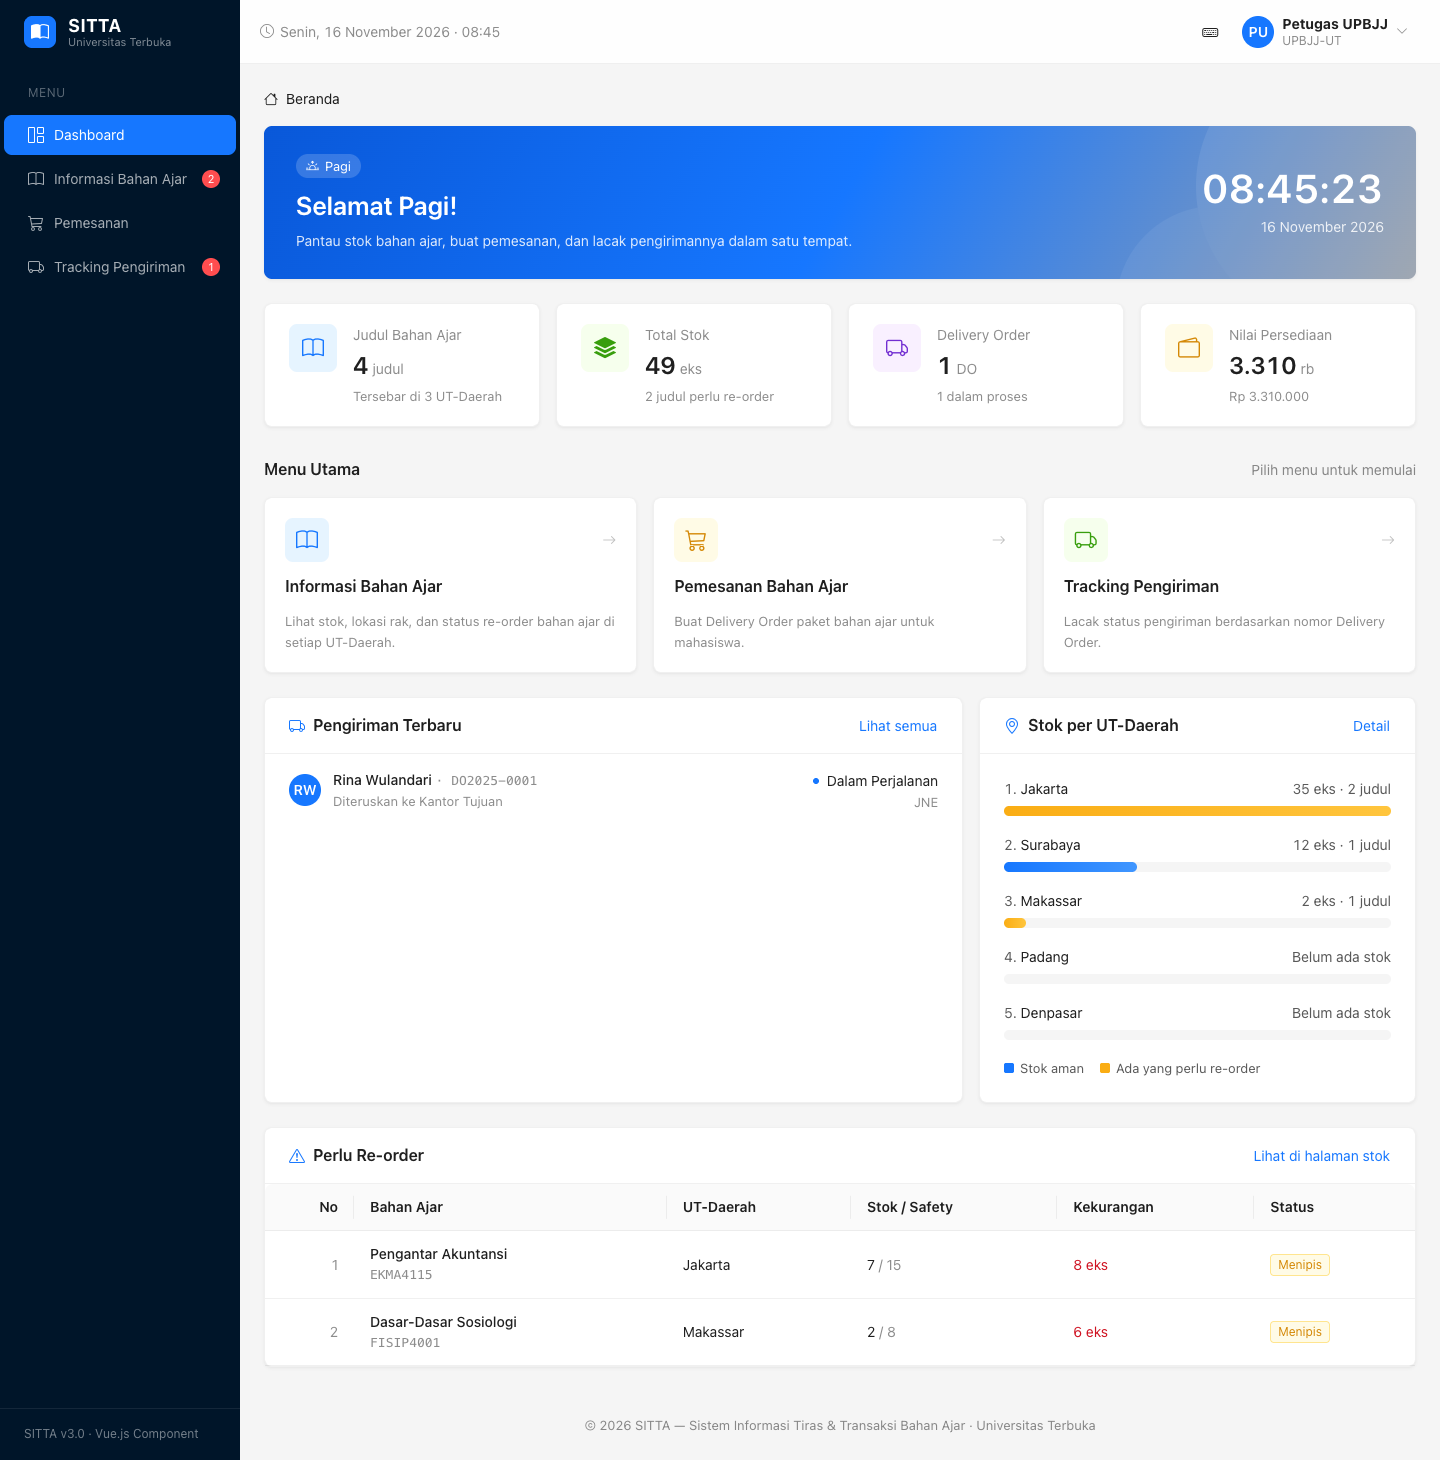 SITTA
Universitas Terbuka
MENU
Dashboard
Informasi Bahan Ajar 2
Pemesanan
Tracking Pengiriman 1
SITTA v3.0 · Vue.js Component
Senin, 16 November 2026 · 08:45
PU
Petugas UPBJJ
UPBJJ-UT
Beranda
Pagi
Selamat Pagi!
Pantau stok bahan ajar, buat pemesanan, dan lacak pengirimannya dalam satu tempat.
08:45:23
16 November 2026
Judul Bahan Ajar
4 judul
Tersebar di 3 UT-Daerah
Total Stok
49 eks
2 judul perlu re-order
Delivery Order
1 DO
1 dalam proses
Nilai Persediaan
3.310 rb
Rp 3.310.000
Menu Utama
Pilih menu untuk memulai
Informasi Bahan Ajar
Lihat stok, lokasi rak, dan status re-order bahan ajar di
setiap UT-Daerah.
Pemesanan Bahan Ajar
Buat Delivery Order paket bahan ajar untuk
mahasiswa.
Tracking Pengiriman
Lacak status pengiriman berdasarkan nomor Delivery
Order.
Pengiriman Terbaru
Lihat semua
RW
Rina Wulandari · DO2025-0001
Diteruskan ke Kantor Tujuan
Dalam Perjalanan
JNE
Stok per UT-Daerah
Detail
1. Jakarta 35 eks · 2 judul
2. Surabaya 12 eks · 1 judul
3. Makassar 2 eks · 1 judul
4. Padang Belum ada stok
5. Denpasar Belum ada stok
Stok aman Ada yang perlu re-order
Perlu Re-order
Lihat di halaman stok
No Bahan Ajar UT-Daerah Stok / Safety Kekurangan Status
1 Pengantar Akuntansi Jakarta 7 / 15 8 eks Menipis
EKMA4115
2 Dasar-Dasar Sosiologi Makassar 2 / 8 6 eks Menipis
FISIP4001
© 2026 SITTA — Sistem Informasi Tiras & Transaksi Bahan Ajar · Universitas Terbuka